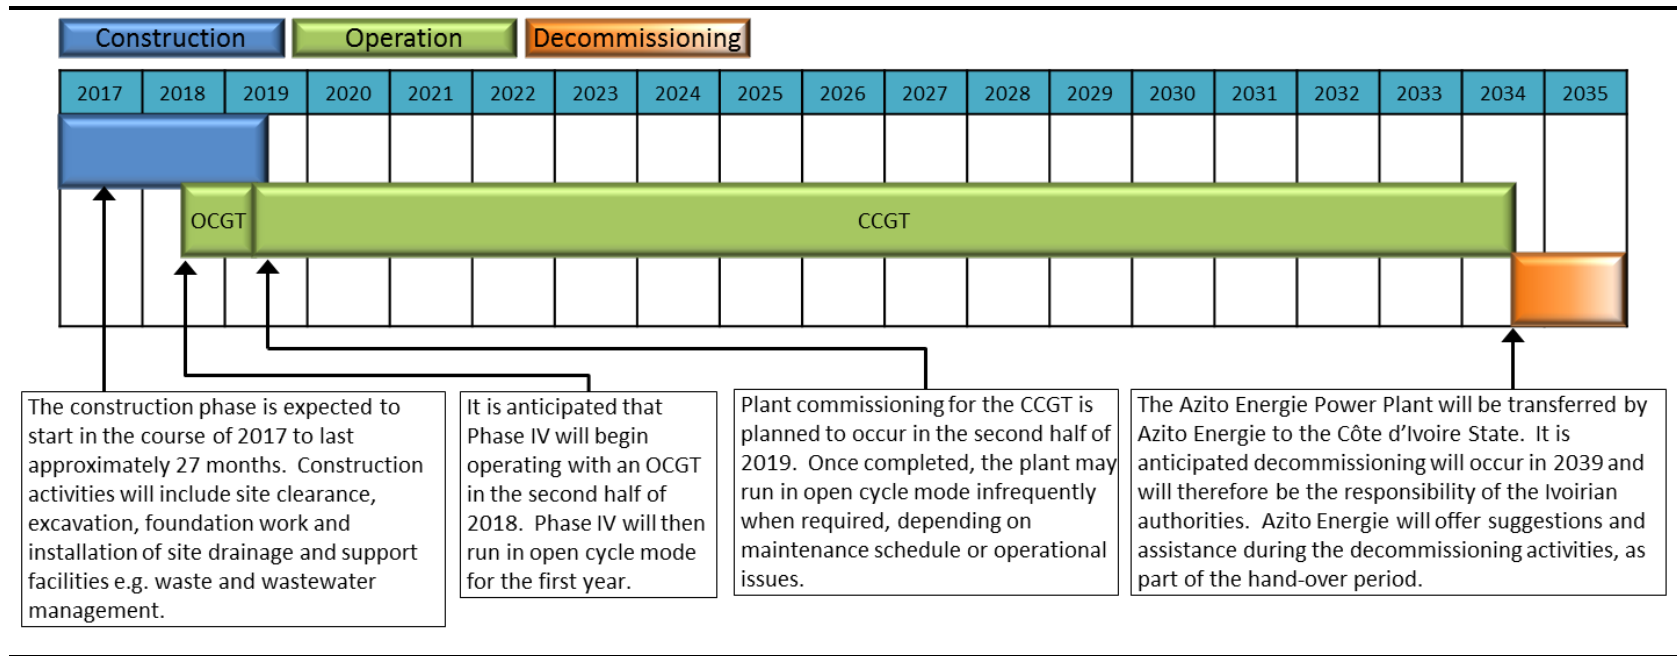 Construction
Operation
Decommissioning
2017 2018 2019 2020 2021 2022 2023 2024 2025 2026 2027 2028 2029 2030 2031 2032 2033 2034 2035
OCGT
CCGT
The construction phase is expected to
start in the course of 2017 to last
approximately 27 months. Construction
activities will include site clearance,
excavation, foundation work and
installation of site drainage and support
facilities e.g. waste and wastewater
management.
It is anticipated that
Phase IV will begin
operating with an OCGT
in the second half of
2018. Phase IV will then
run in open cycle mode
for the first year.
Plant commissioning for the CCGT is
planned to occur in the second half of
2019. Once completed, the plant may
run in open cycle mode infrequently
when required, depending on
maintenance schedule or operational
issues.
The Azito Energie Power Plant will be transferred by
Azito Energie to the Côte d’Ivoire State. It is
anticipated decommissioning will occur in 2039 and
will therefore be the responsibility of the Ivoirian
authorities. Azito Energie will offer suggestions and
assistance during the decommissioning activities, as
part of the hand-over period.